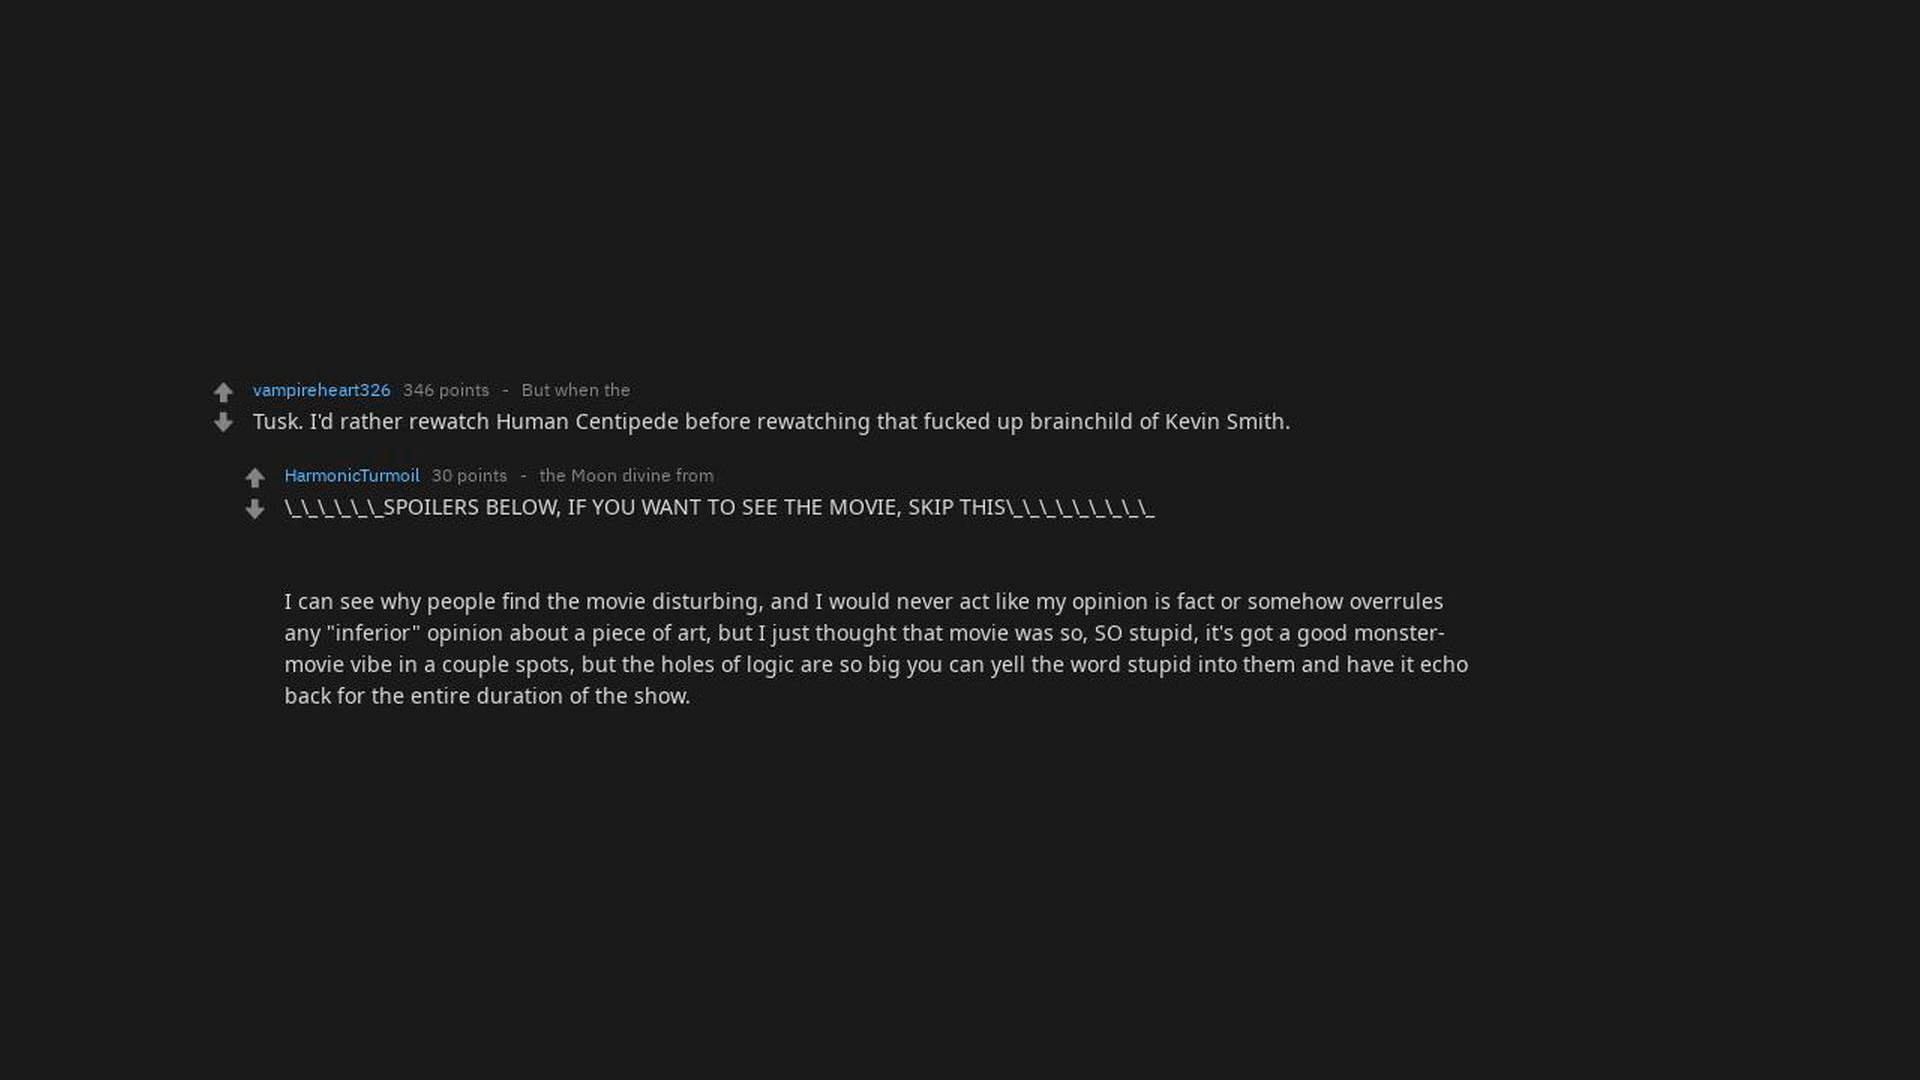 vampireheart326 346 points - But when the
Tusk. I'd rather rewatch Human Centipede before rewatching that fucked up brainchild of Kevin Smith.
HarmonicTurmoil 30 points - the Moon divine from
\_\_\_\_\_\_SPOILERS BELOW, IF YOU WANT TO SEE THE MOVIE, SKIP THIS\_\_\_\_\_\_\_\_\_
I can see why people find the movie disturbing, and I would never act like my opinion is fact or somehow overrules
any "inferior" opinion about a piece of art, but I just thought that movie was so, SO stupid, it's got a good monster-
movie vibe in a couple spots, but the holes of logic are so big you can yell the word stupid into them and have it echo
back for the entire duration of the show.